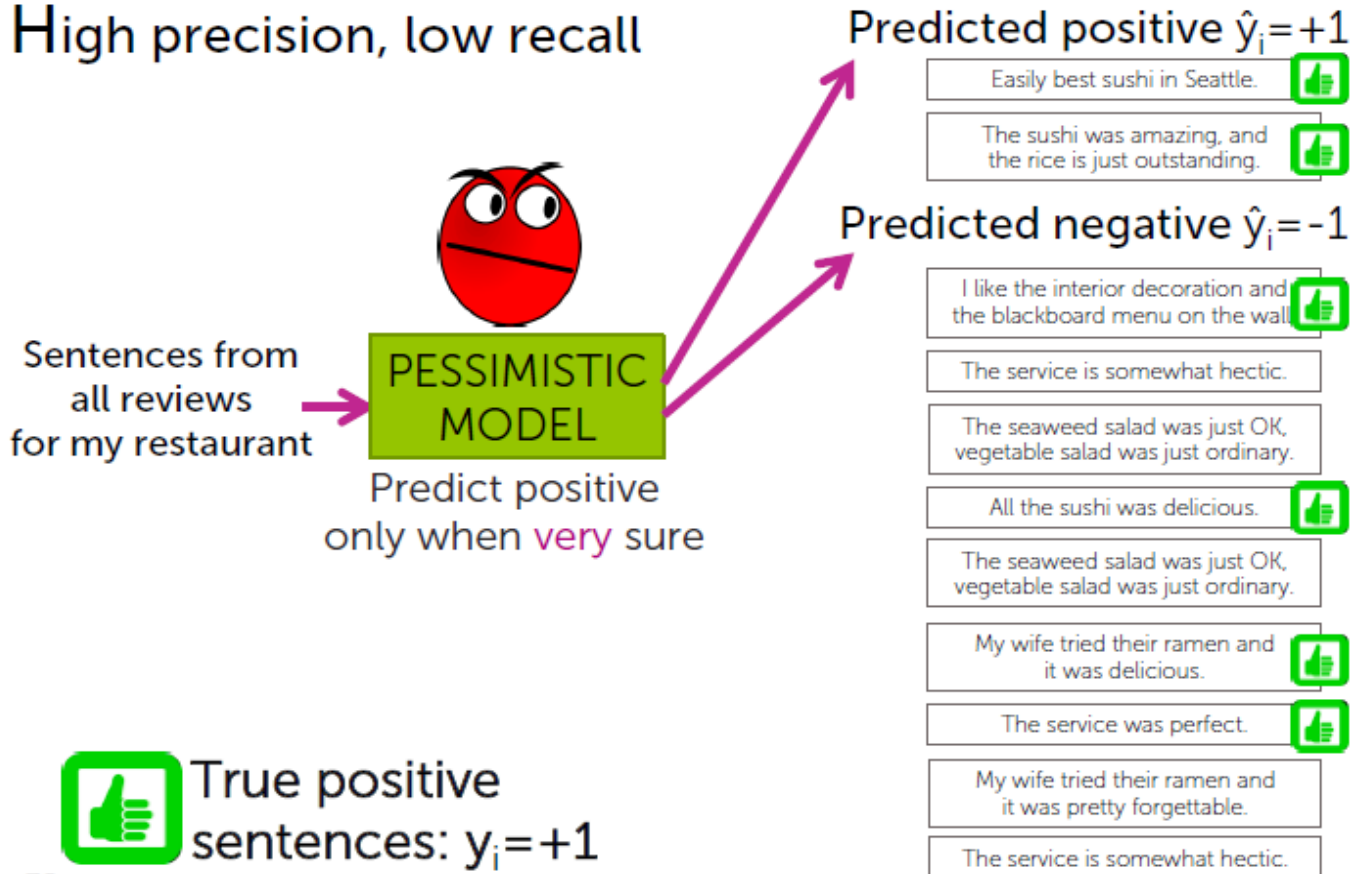 High precision, low recall
Predicted positive ŷᵢ=+1
Easily best sushi in Seattle.
The sushi was amazing, and
the rice is just outstanding.
Predicted negative ŷᵢ=-1
I like the interior decoration and
the blackboard menu on the wall
The service is somewhat hectic.
The seaweed salad was just OK,
vegetable salad was just ordinary.
All the sushi was delicious.
The seaweed salad was just OK,
vegetable salad was just ordinary.
My wife tried their ramen and
it was delicious.
The service was perfect.
My wife tried their ramen and
it was pretty forgettable.
The service is somewhat hectic.
Sentences from
all reviews
for my restaurant
PESSIMISTIC
MODEL
Predict positive
only when very sure
True positive
sentences: yᵢ=+1